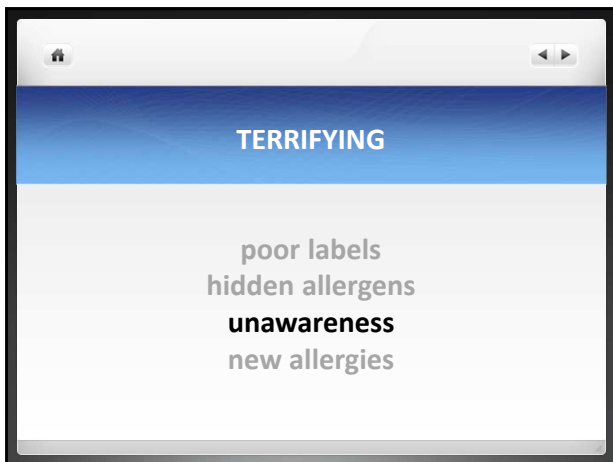 TERRIFYING
poor labels
hidden allergens
unawareness
new allergies